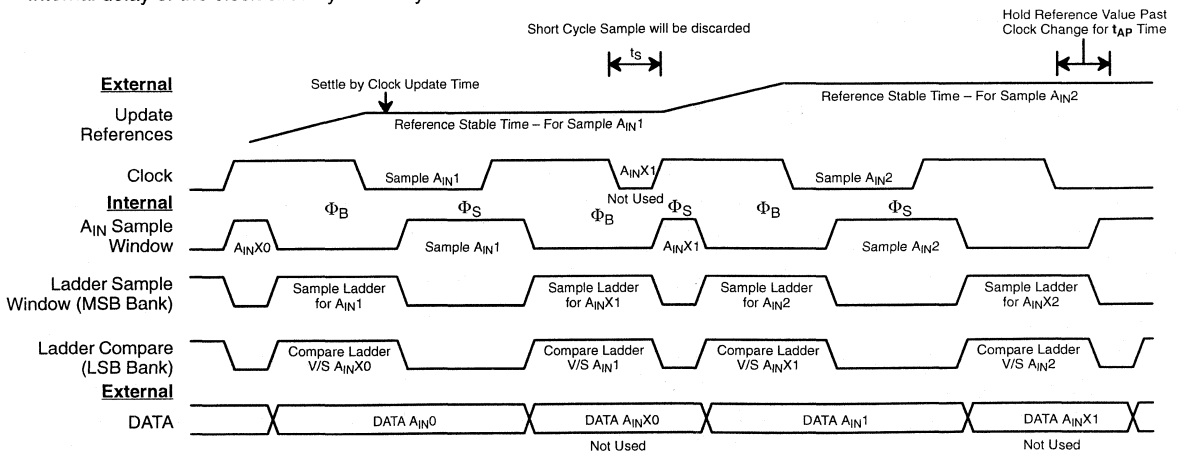 Hold Reference Value Past
Clock Change for tAP Time
Short Cycle Sample will be discarded
tS
External
Settle by Clock Update Time
Update
References
Reference Stable Time – For Sample AIN1
Reference Stable Time – For Sample AIN2
Clock
Sample AIN1
AINX1
Not Used
Sample AIN2
Internal
ΦB
ΦS
ΦB
ΦS
ΦB
ΦS
AIN Sample
Window
AINX0
Sample AIN1
AINX1
Sample AIN2
Ladder Sample
Window (MSB Bank)
Sample Ladder
for AIN1
Sample Ladder
for AINX1
Sample Ladder
for AIN2
Sample Ladder
for AINX2
Ladder Compare
(LSB Bank)
Compare Ladder
V/S AINX0
Compare Ladder
V/S AIN1
Compare Ladder
V/S AINX1
Compare Ladder
V/S AIN2
External
DATA
DATA AIN0
DATA AINX0
DATA AIN1
DATA AINX1
Not Used
Not Used